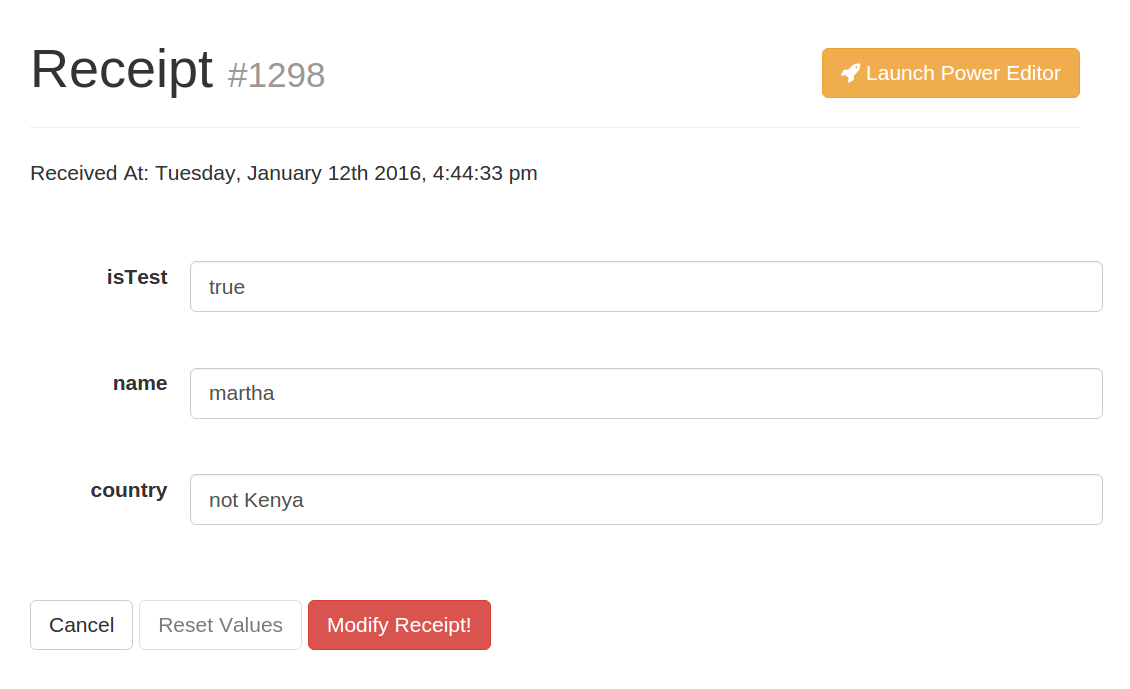 Receipt #1298
Launch Power Editor
Received At: Tuesday, January 12th 2016, 4:44:33 pm
isTest
true
name
martha
country
not Kenya
Cancel
Reset Values
Modify Receipt!